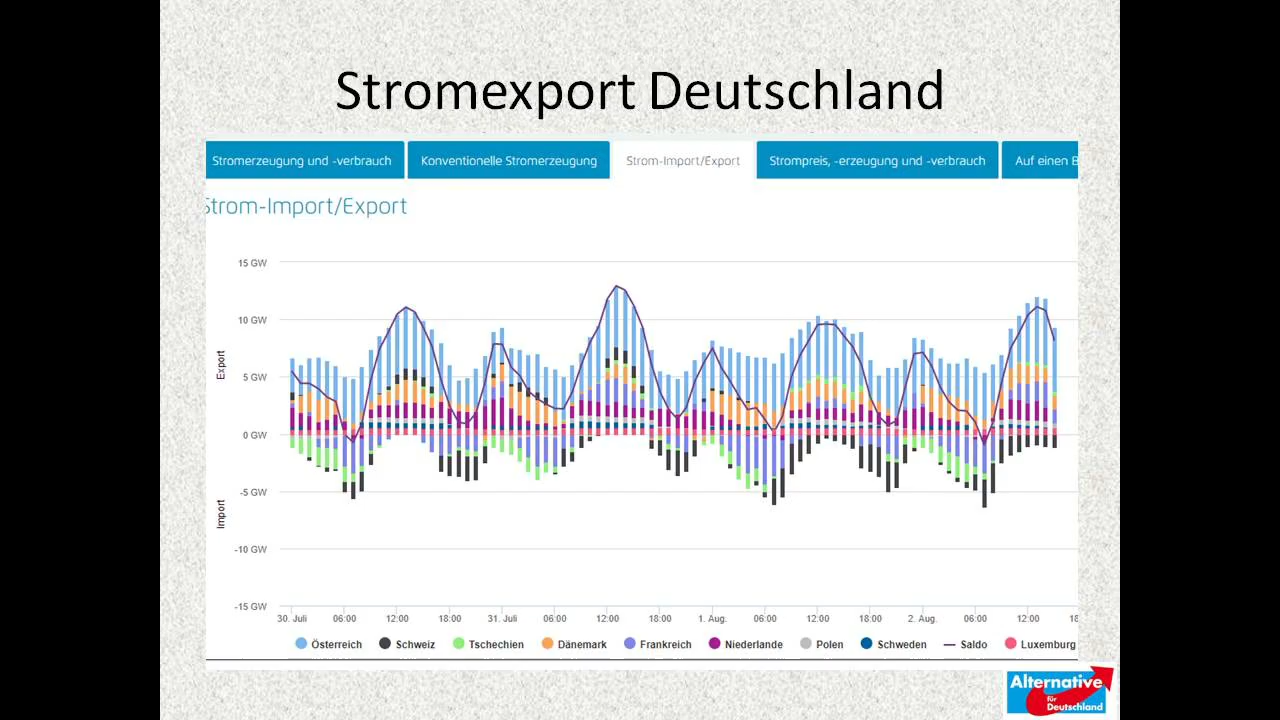 Stromexport Deutschland
Stromerzeugung und -verbrauch Konventionelle Stromerzeugung Strom-Import/Export Strompreis, -erzeugung und -verbrauch Auf einen B
Strom-Import/Export
15 GW
10 GW
Export
5 GW
0 GW
Import
-5 GW
-10 GW
-15 GW
30. Juli 06:00 12:00 18:00 31. Juli 06:00 12:00 18:00 1. Aug. 06:00 12:00 18:00 2. Aug. 06:00 12:00 18
Österreich Schweiz Tschechien Dänemark Frankreich Niederlande Polen Schweden Saldo Luxemburg
Alternative
für
Deutschland